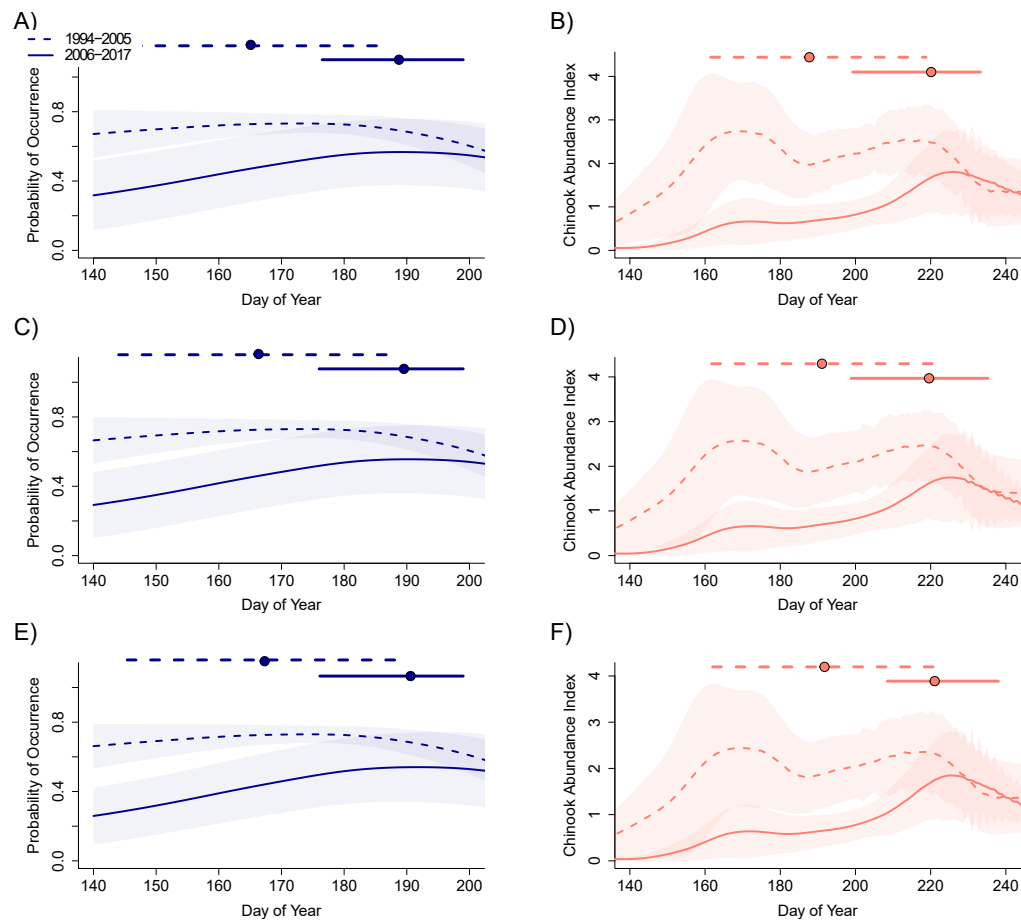 A)
1994−2005
2006−2017
Probability of Occurrence
0.0 0.4 0.8
140 150 160 170 180 190 200
Day of Year
B)
Chinook Abundance Index
0 1 2 3 4
140 160 180 200 220 240
Day of Year
C)
Probability of Occurrence
0.0 0.4 0.8
140 150 160 170 180 190 200
Day of Year
D)
Chinook Abundance Index
0 1 2 3 4
140 160 180 200 220 240
Day of Year
E)
Probability of Occurrence
0.0 0.4 0.8
140 150 160 170 180 190 200
Day of Year
F)
Chinook Abundance Index
0 1 2 3 4
140 160 180 200 220 240
Day of Year